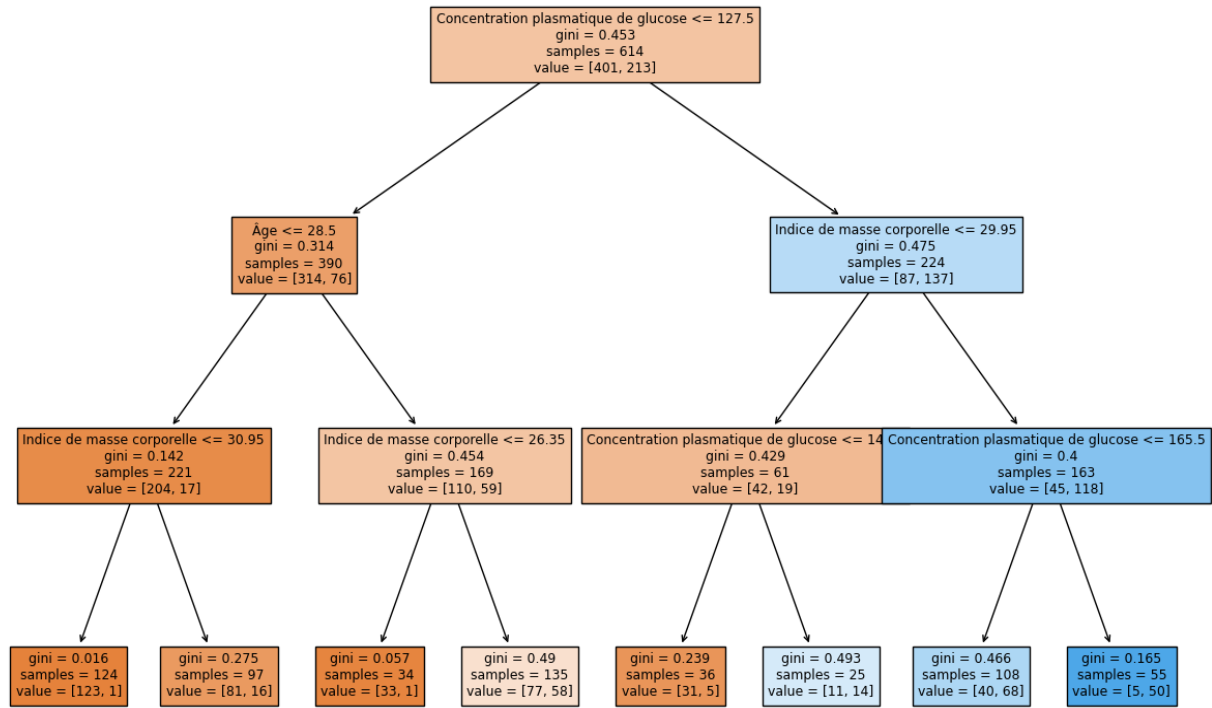 Concentration plasmatique de glucose <= 127.5
gini = 0.453
samples = 614
value = [401, 213]
Âge <= 28.5
gini = 0.314
samples = 390
value = [314, 76]
Indice de masse corporelle <= 29.95
gini = 0.475
samples = 224
value = [87, 137]
Indice de masse corporelle <= 30.95
gini = 0.142
samples = 221
value = [204, 17]
Indice de masse corporelle <= 26.35
gini = 0.454
samples = 169
value = [110, 59]
Concentration plasmatique de glucose <=
gini = 0.429
samples = 61
value = [42, 19]
Concentration plasmatique de glucose <= 165.5
gini = 0.4
samples = 163
value = [45, 118]
gini = 0.016
samples = 124
value = [123, 1]
gini = 0.275
samples = 97
value = [81, 16]
gini = 0.057
samples = 34
value = [33, 1]
gini = 0.49
samples = 135
value = [77, 58]
gini = 0.239
samples = 36
value = [31, 5]
gini = 0.493
samples = 25
value = [11, 14]
gini = 0.466
samples = 108
value = [40, 68]
gini = 0.165
samples = 55
value = [5, 50]